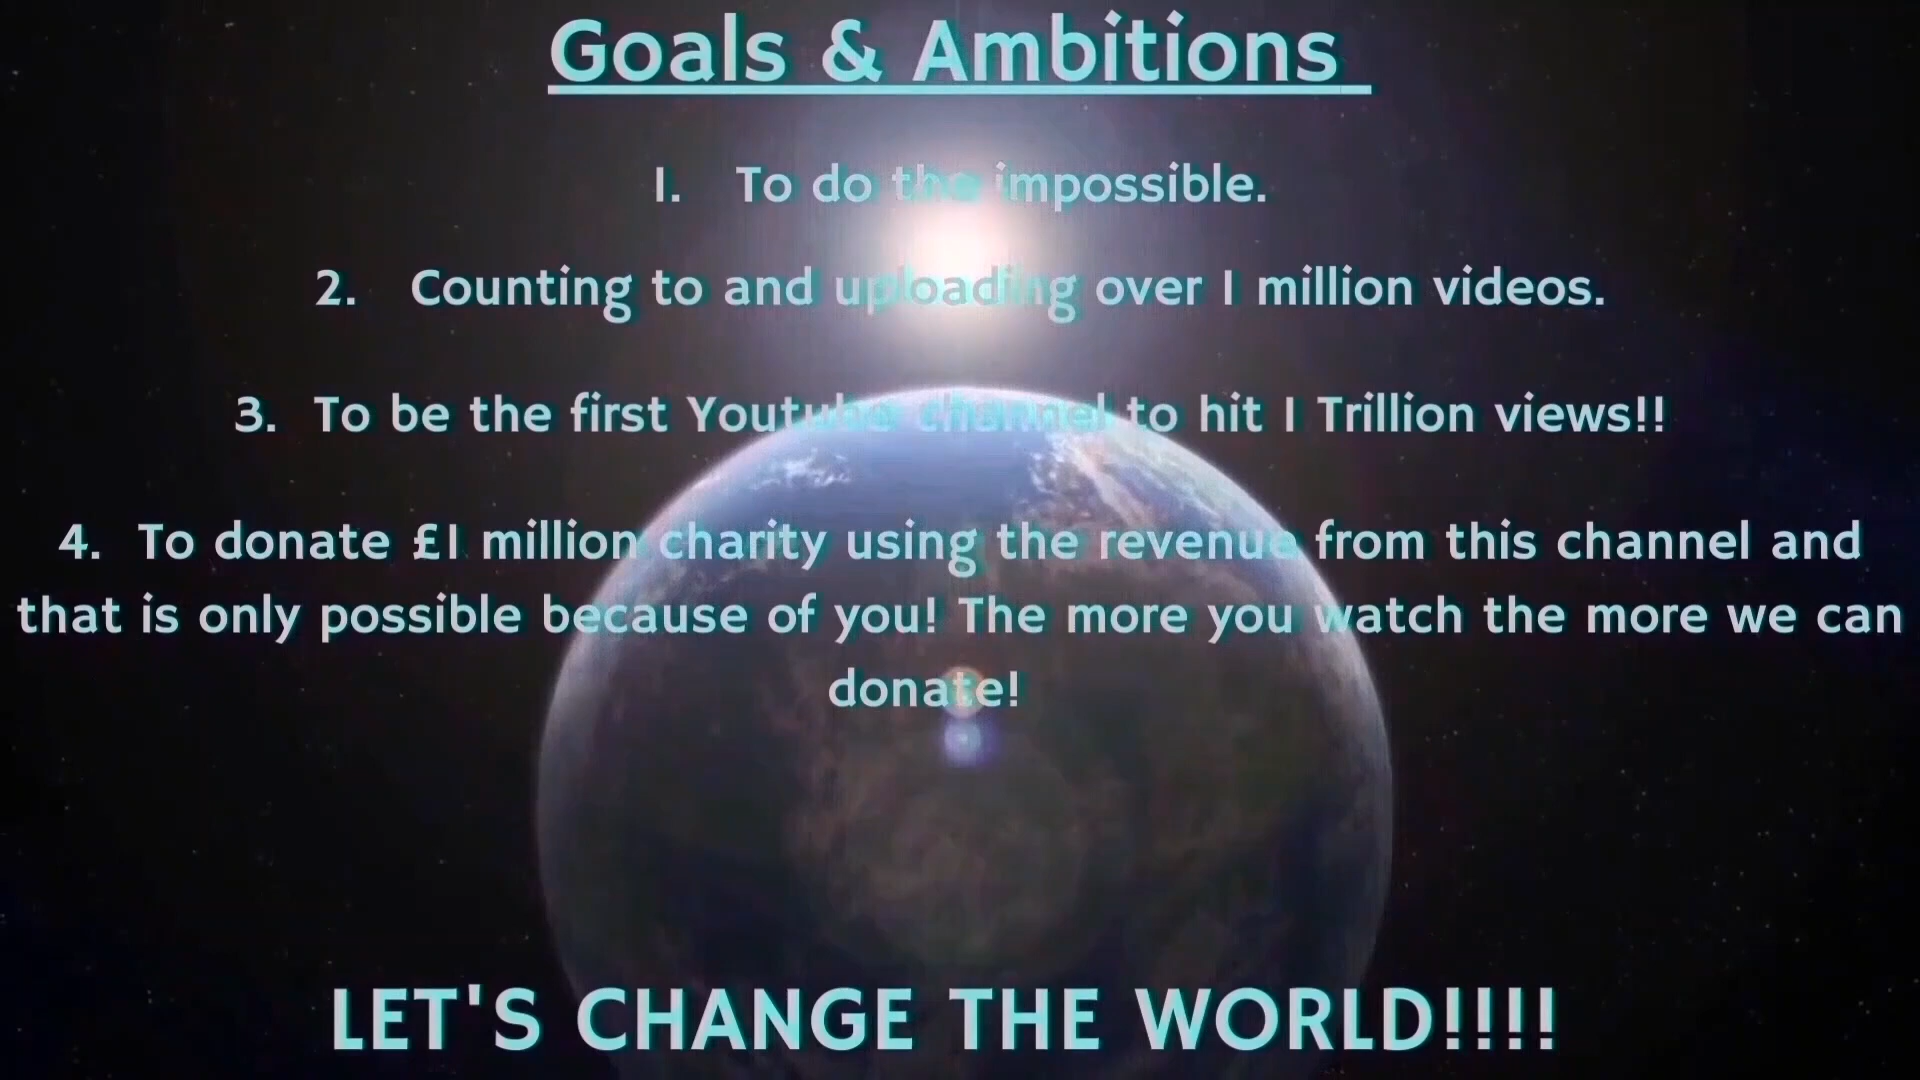 Goals & Ambitions
1. To do the impossible.
2. Counting to and uploading over 1 million videos.
3. To be the first Youtube channel to hit 1 Trillion views!!
4. To donate £1 million charity using the revenue from this channel and
that is only possible because of you! The more you watch the more we can
donate!
LET'S CHANGE THE WORLD!!!!